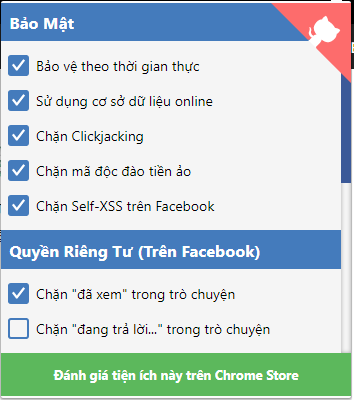 Bảo Mật
Bảo vệ theo thời gian thực
Sử dụng cơ sở dữ liệu online
Chặn Clickjacking
Chặn mã độc đào tiền ảo
Chặn Self-XSS trên Facebook
Quyền Riêng Tư (Trên Facebook)
Chặn "đã xem" trong trò chuyện
Chặn "đang trả lời..." trong trò chuyện
Đánh giá tiện ích này trên Chrome Store